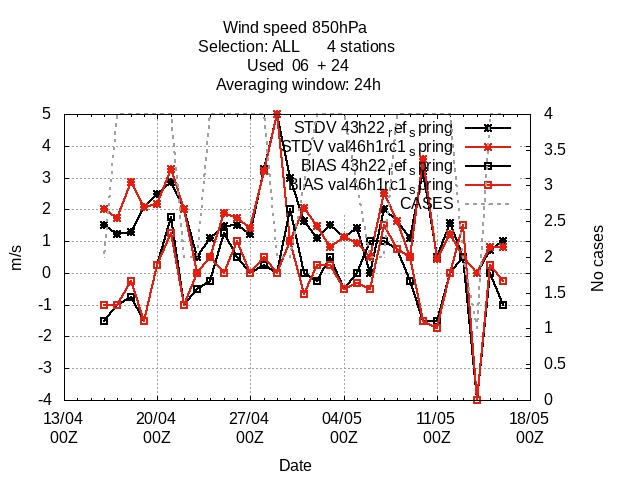 Wind speed 850hPa
Selection: ALL 4 stations
Used 06 + 24
Averaging window: 24h
STDV 43h22_ref_spring
STDV val46h1rc1_spring
BIAS 43h22_ref_spring
BIAS val46h1rc1_spring
CASES
5
4
3
2
1
0
-1
-2
-3
-4
m/s
4
3.5
3
2.5
2
1.5
1
0.5
0
No cases
13/04 20/04 27/04 04/05 11/05 18/05
00Z 00Z 00Z 00Z 00Z 00Z
Date